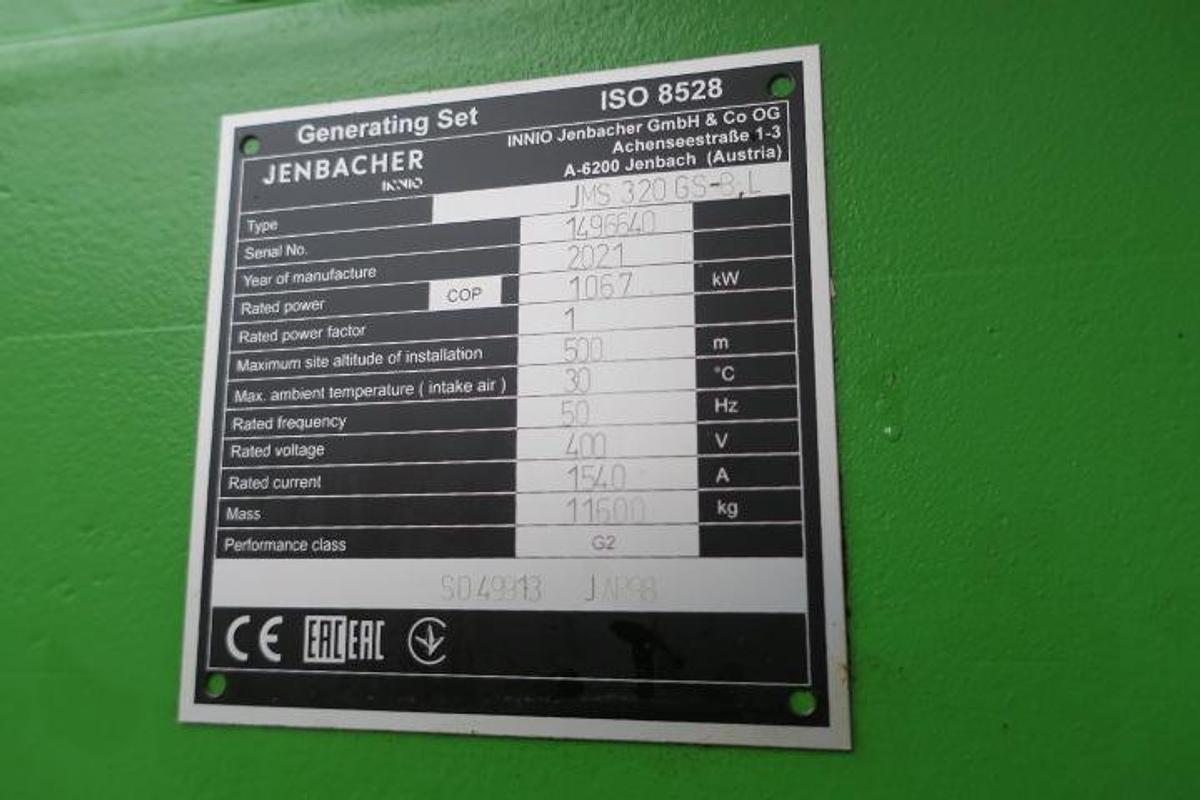 Generating Set ISO 8528
JENBACHER
INNIO
INNIO Jenbacher GmbH & Co OG
Achenseestraße 1-3
A-6200 Jenbach (Austria)
Type JMS 320 GS-B,L
Serial No. 1496640
Year of manufacture 2021
Rated power COP 1067 kW
Rated power factor 1
Maximum site altitude of installation 500 m
Max. ambient temperature ( intake air ) 30 °C
Rated frequency 50 Hz
Rated voltage 400 V
Rated current 1540 A
Mass 11600 kg
Performance class G2
SD49913
CE EAC EAC